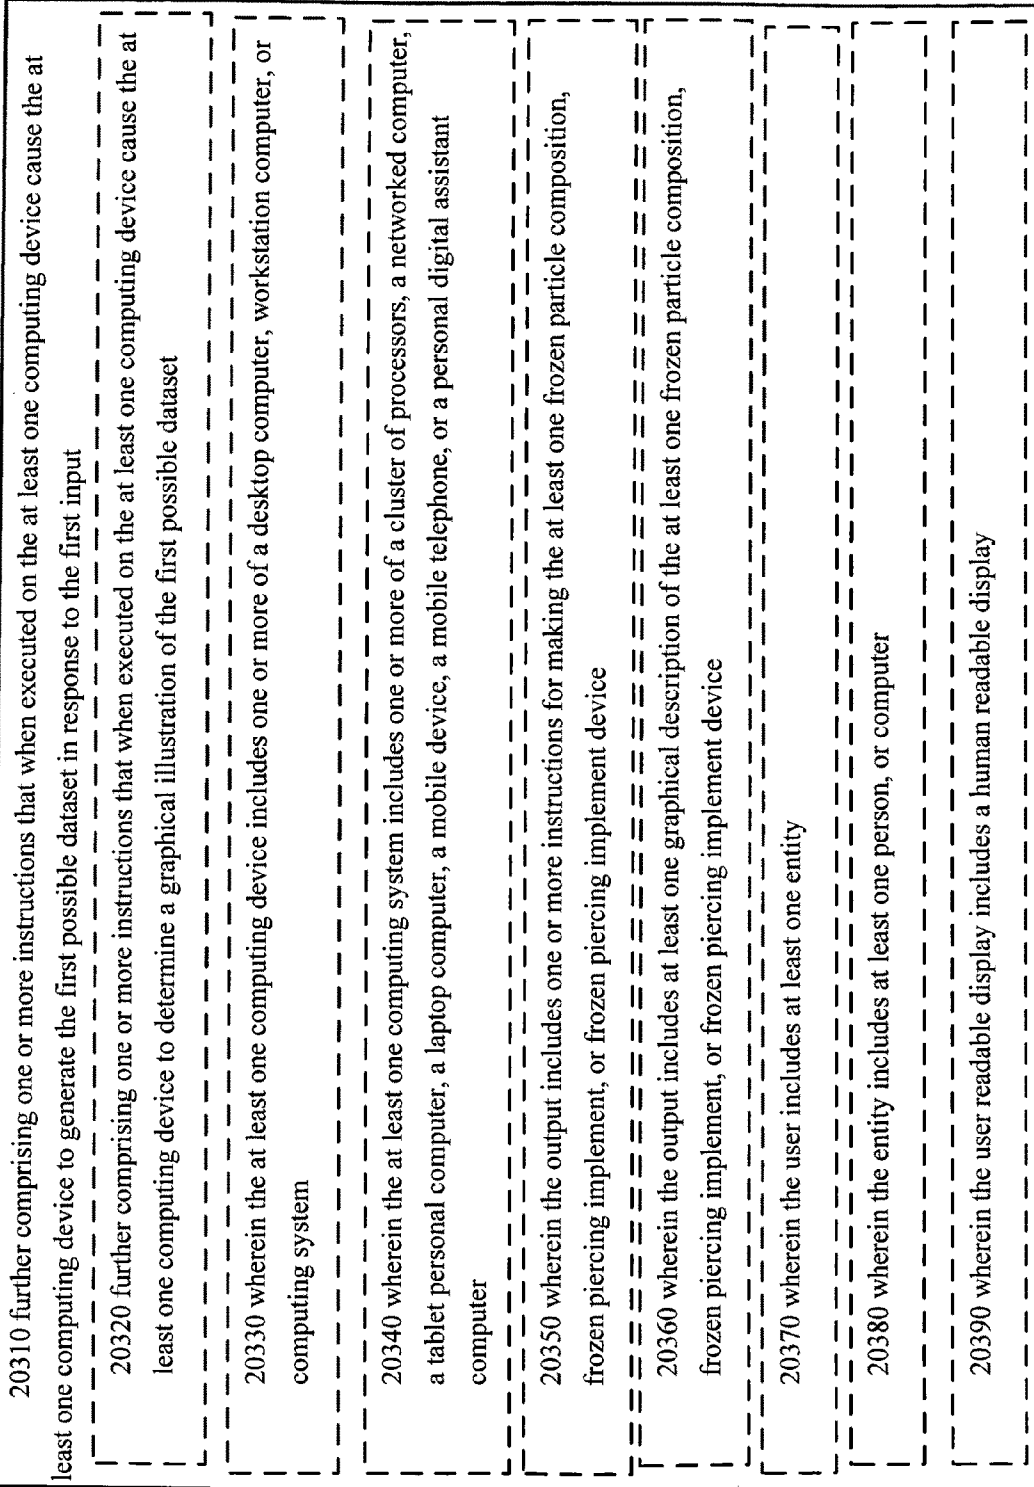 20310 further comprising one or more instructions that when executed on the at least one computing device cause the at
least one computing device to generate the first possible dataset in response to the first input
20320 further comprising one or more instructions that when executed on the at least one computing device cause the at
least one computing device to determine a graphical illustration of the first possible dataset
20330 wherein the at least one computing device includes one or more of a desktop computer, workstation computer, or
computing system
20340 wherein the at least one computing system includes one or more of a cluster of processors, a networked computer,
a tablet personal computer, a laptop computer, a mobile device, a mobile telephone, or a personal digital assistant
computer
20350 wherein the output includes one or more instructions for making the at least one frozen particle composition,
frozen piercing implement, or frozen piercing implement device
20360 wherein the output includes at least one graphical description of the at least one frozen particle composition,
frozen piercing implement, or frozen piercing implement device
20370 wherein the user includes at least one entity
20380 wherein the entity includes at least one person, or computer
20390 wherein the user readable display includes a human readable display